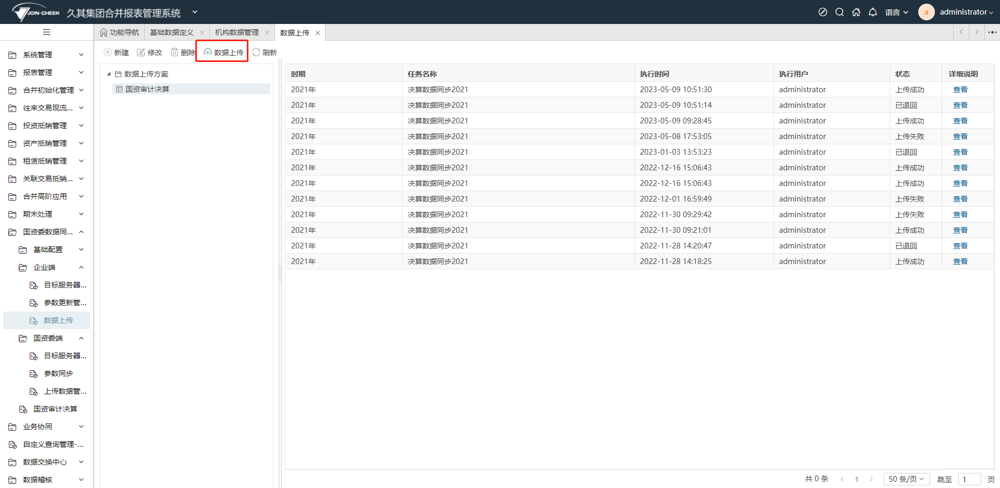 JOIN-CHEER 久其集团合并报表管理系统
语言 a administrator
功能导航 基础数据定义 机构数据管理 数据上传
新建 修改 删除 数据上传 刷新
系统管理
报表管理
合并初始化管理
往来交易现流...
投资抵销管理
资产抵销管理
租赁抵销管理
关联交易抵销...
合并高阶应用
期末处理
国资委数据同...
基础配置
企业端
目标服务器...
参数更新管...
数据上传
国资委端
目标服务器...
参数同步
上传数据管...
国资审计决算
业务协同
自定义查询管理-...
数据交换中心
数据稽核
数据上传方案
国资审计决算
时期 任务名称 执行时间 执行用户 状态 详细说明
2021年 决算数据同步2021 2023-05-09 10:51:30 administrator 上传成功 查看
2021年 决算数据同步2021 2023-05-09 10:51:14 administrator 已退回 查看
2021年 决算数据同步2021 2023-05-09 09:28:45 administrator 上传成功 查看
2021年 决算数据同步2021 2023-05-08 17:53:05 administrator 上传失败 查看
2021年 决算数据同步2021 2023-01-03 13:53:23 administrator 已退回 查看
2021年 决算数据同步2021 2022-12-16 15:06:43 administrator 上传成功 查看
2021年 决算数据同步2021 2022-12-16 15:06:43 administrator 上传成功 查看
2021年 决算数据同步2021 2022-12-01 16:59:49 administrator 上传失败 查看
2021年 决算数据同步2021 2022-11-30 09:29:42 administrator 上传失败 查看
2021年 决算数据同步2021 2022-11-30 09:21:01 administrator 上传成功 查看
2021年 决算数据同步2021 2022-11-28 14:20:47 administrator 已退回 查看
2021年 决算数据同步2021 2022-11-28 14:18:25 administrator 上传成功 查看
共 0 条 1 50 条/页 跳至 1 页